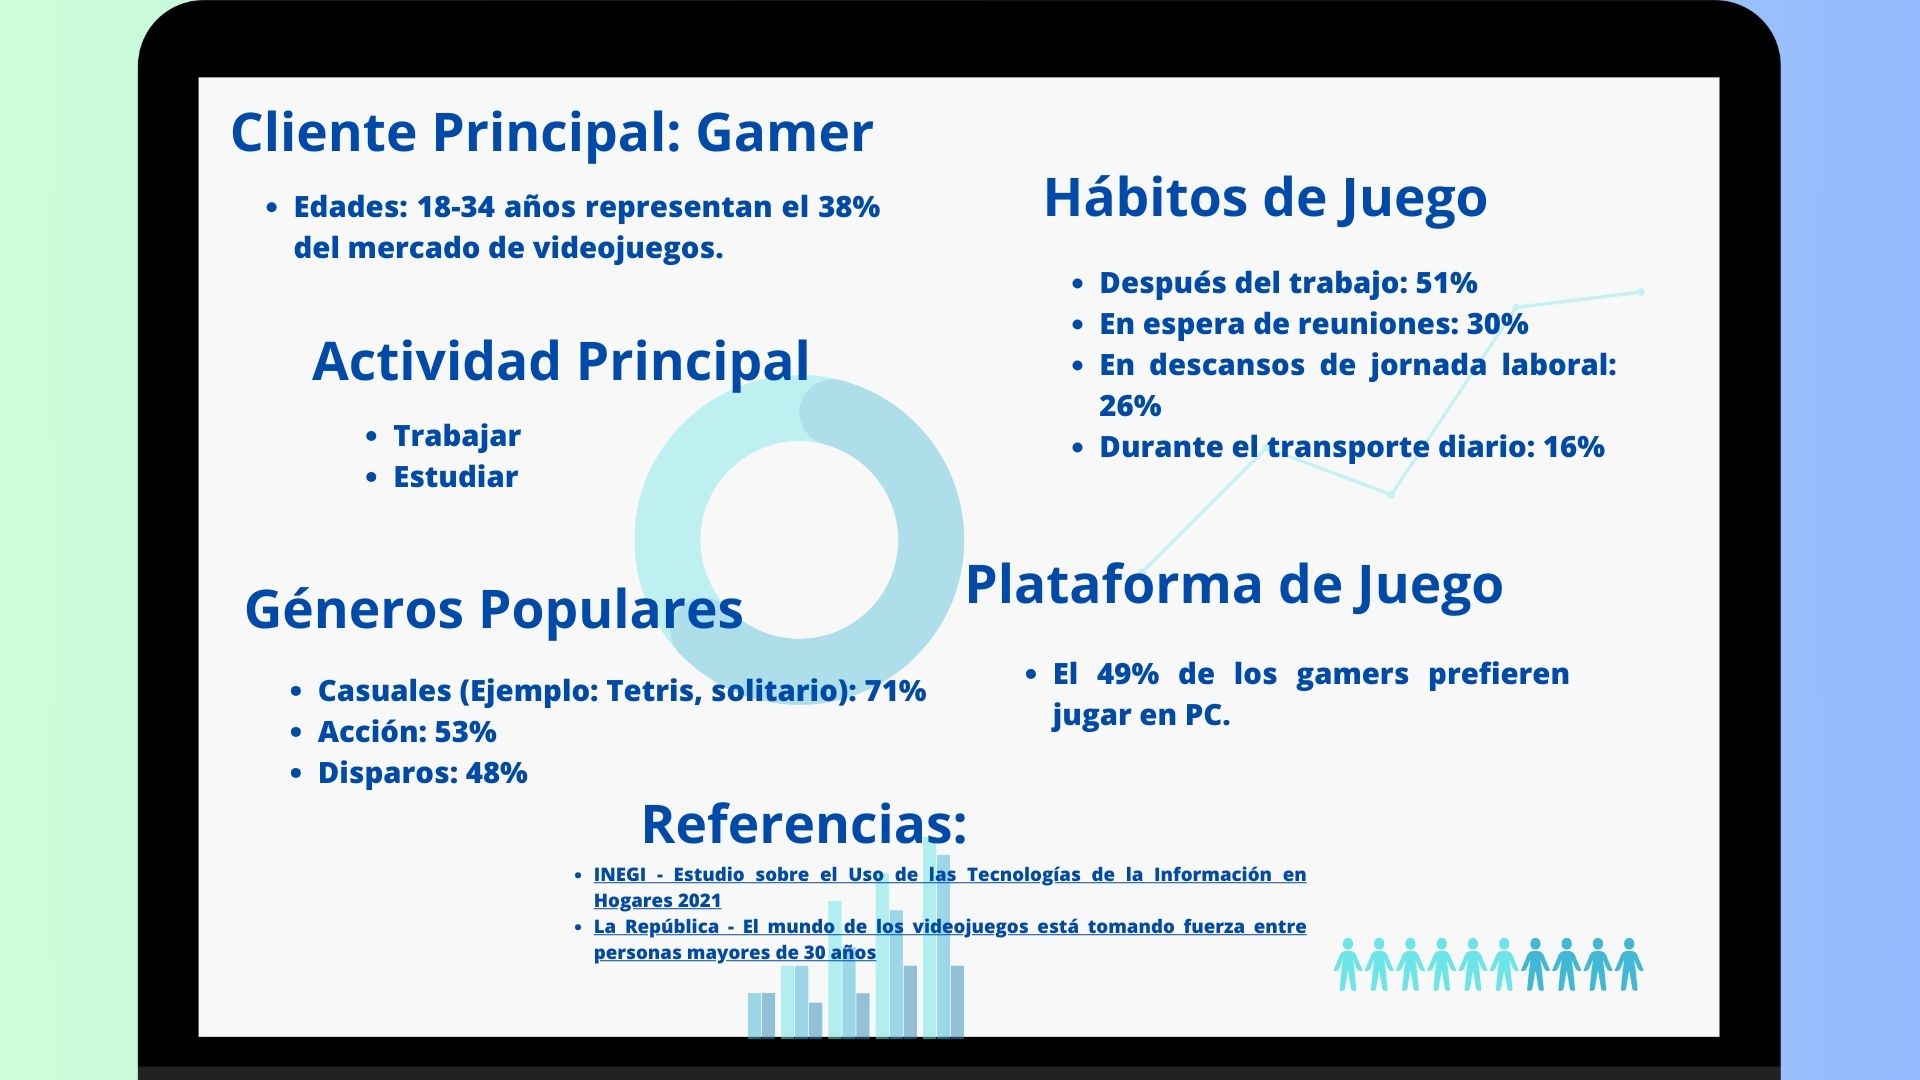 Cliente Principal: Gamer
• Edades: 18-34 años representan el 38%
del mercado de videojuegos.
Actividad Principal
• Trabajar
• Estudiar
Géneros Populares
• Casuales (Ejemplo: Tetris, solitario): 71%
• Acción: 53%
• Disparos: 48%
Hábitos de Juego
• Después del trabajo: 51%
• En espera de reuniones: 30%
• En descansos de jornada laboral:
26%
• Durante el transporte diario: 16%
Plataforma de Juego
• El 49% de los gamers prefieren
jugar en PC.
Referencias:
• INEGI - Estudio sobre el Uso de las Tecnologías de la Información en
Hogares 2021
• La República - El mundo de los videojuegos está tomando fuerza entre
personas mayores de 30 años